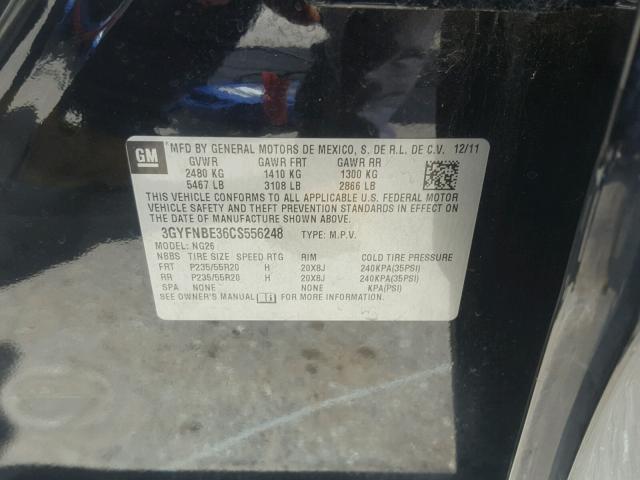 GM MFD BY GENERAL MOTORS DE MEXICO, S. DE R.L. DE C.V. 12/11
GVWR GAWR FRT GAWR RR
2480 KG 1410 KG 1300 KG
5467 LB 3108 LB 2866 LB
THIS VEHICLE CONFORMS TO ALL APPLICABLE U.S. FEDERAL MOTOR
VEHICLE SAFETY AND THEFT PREVENTION STANDARDS IN EFFECT ON
THE DATE OF MANUFACTURE SHOWN ABOVE.
3GYFNBE36CS556248 TYPE: M.P.V.
MODEL: NG26
NBBS TIRE SIZE SPEED RTG RIM COLD TIRE PRESSURE
FRT P235/55R20 H 20X8J 240KPA(35PSI)
RR P235/55R20 H 20X8J 240KPA(35PSI)
SPA NONE NONE KPA(PSI)
SEE OWNER'S MANUAL FOR MORE INFORMATION.